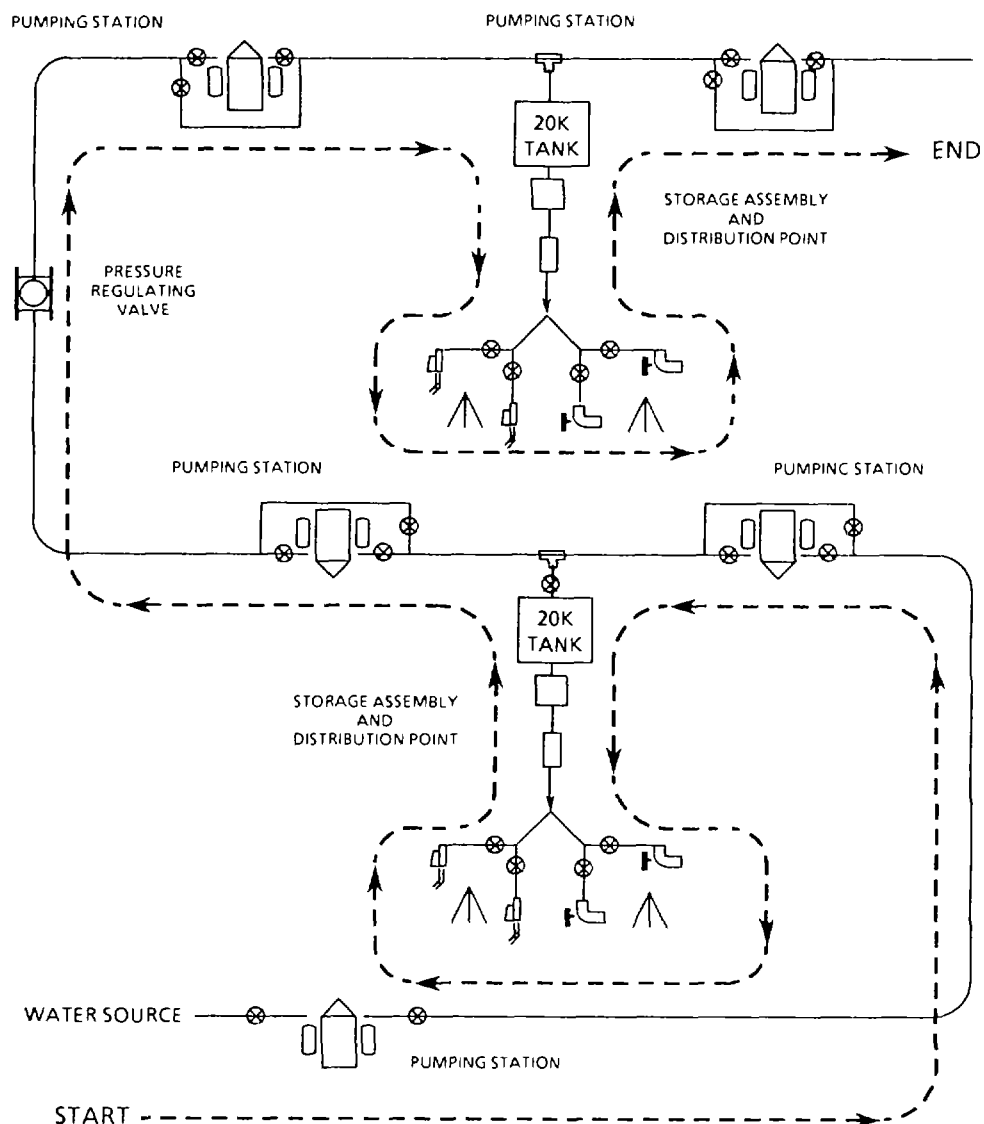 PUMPING STATION
PUMPING STATION
20K
TANK
END
STORAGE ASSEMBLY
AND
DISTRIBUTION POINT
PRESSURE
REGULATING
VALVE
PUMPING STATION
PUMPINC STATION
20K
TANK
STORAGE ASSEMBLY
AND
DISTRIBUTION POINT
WATER SOURCE
PUMPING STATION
START